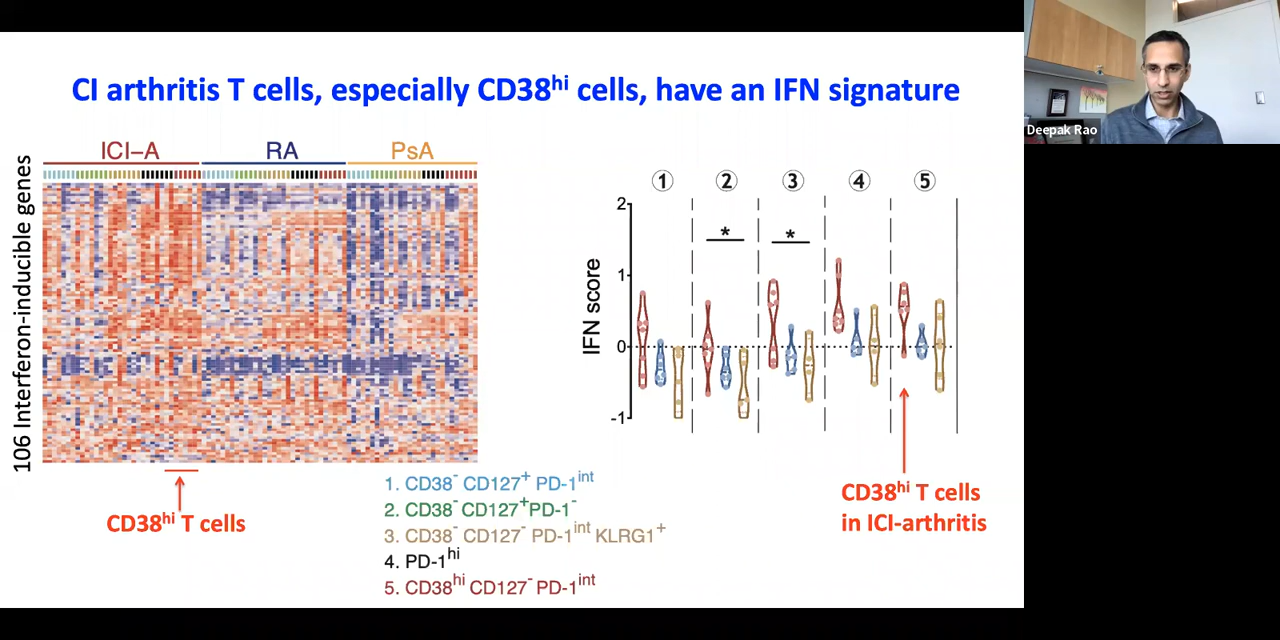 CI arthritis T cells, especially CD38hi cells, have an IFN signature
Deepak Rao
ICI–A RA PsA
106 Interferon-inducible genes
CD38hi T cells
1. CD38- CD127+ PD-1int
2. CD38- CD127+PD-1-
3. CD38- CD127- PD-1int KLRG1+
4. PD-1hi
5. CD38hi CD127- PD-1int
① ② ③ ④ ⑤
IFN score
2
1
0
-1
* *
CD38hi T cells
in ICI-arthritis